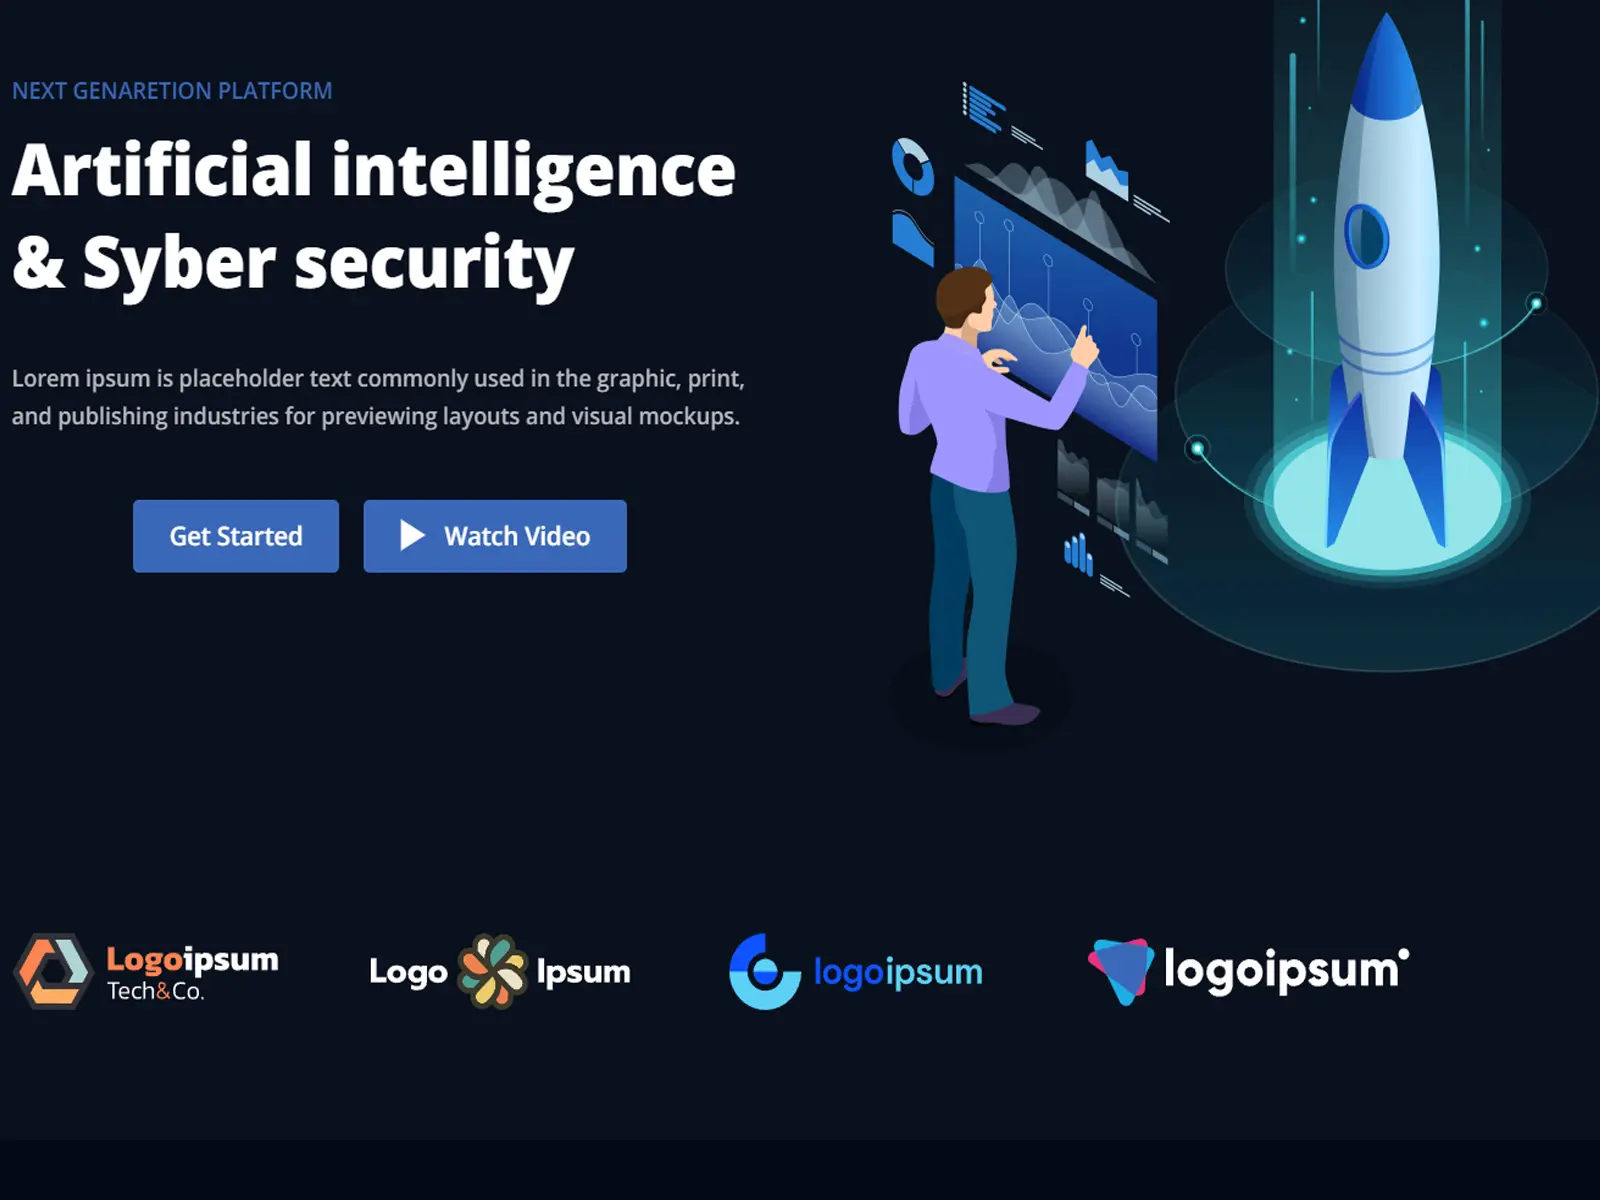 NEXT GENARETION PLATFORM
Artificial intelligence
& Syber security
Lorem ipsum is placeholder text commonly used in the graphic, print,
and publishing industries for previewing layouts and visual mockups.
Get Started
Watch Video
Logoipsum
Tech&Co.
Logo Ipsum
logoipsum
logoipsum